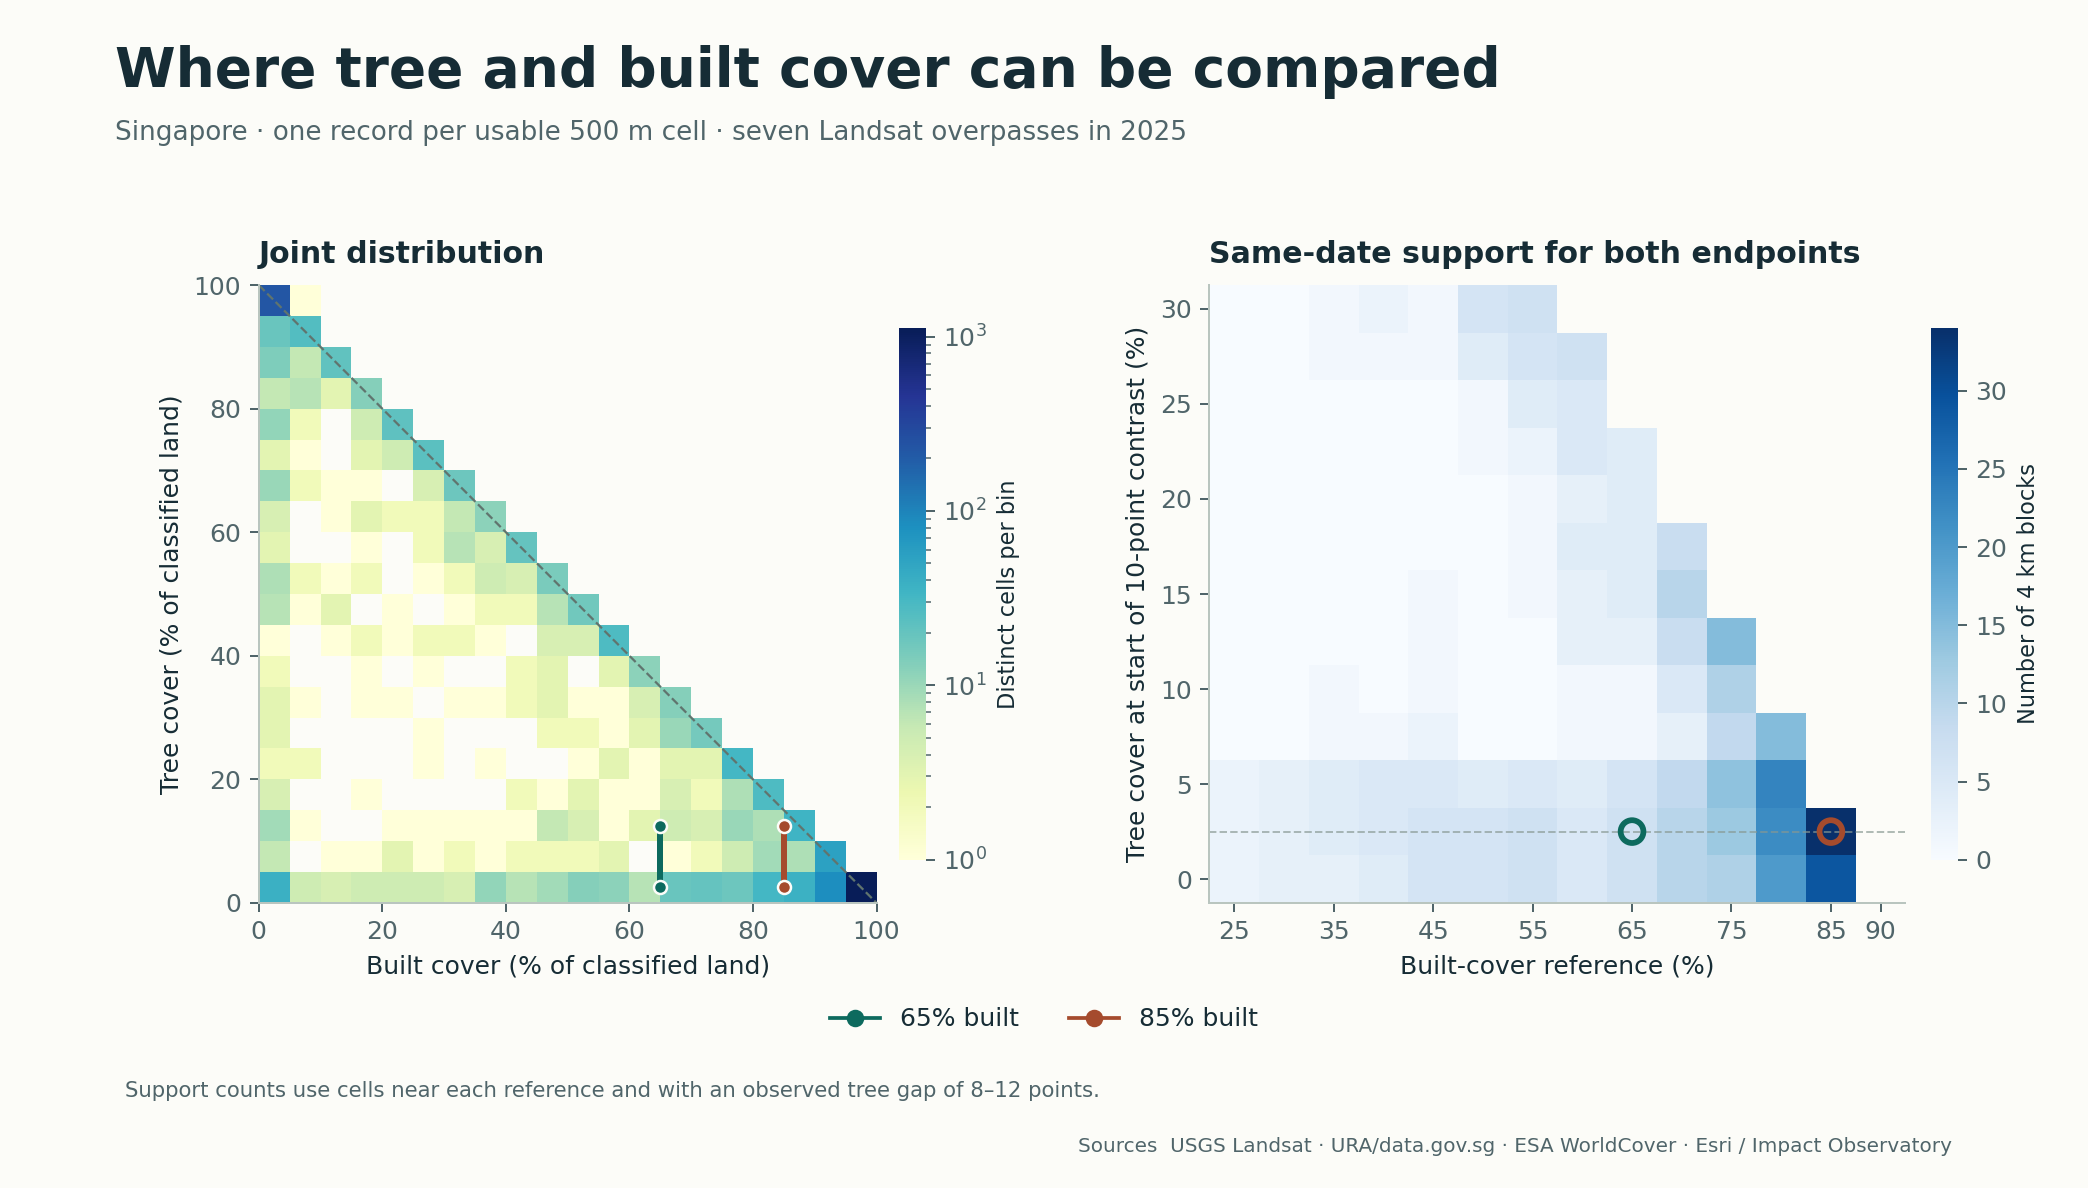 Where tree and built cover can be compared
Singapore · one record per usable 500 m cell · seven Landsat overpasses in 2025
Joint distribution
Tree cover (% of classified land)
100
80
60
40
20
0
0 20 40 60 80 100
Built cover (% of classified land)
10³
10²
10¹
10⁰
Distinct cells per bin
Same-date support for both endpoints
Tree cover at start of 10-point contrast (%)
30
25
20
15
10
5
0
25 35 45 55 65 75 85 90
Built-cover reference (%)
30
25
20
15
10
5
0
Number of 4 km blocks
65% built 85% built
Support counts use cells near each reference and with an observed tree gap of 8–12 points.
Sources USGS Landsat · URA/data.gov.sg · ESA WorldCover · Esri / Impact Observatory